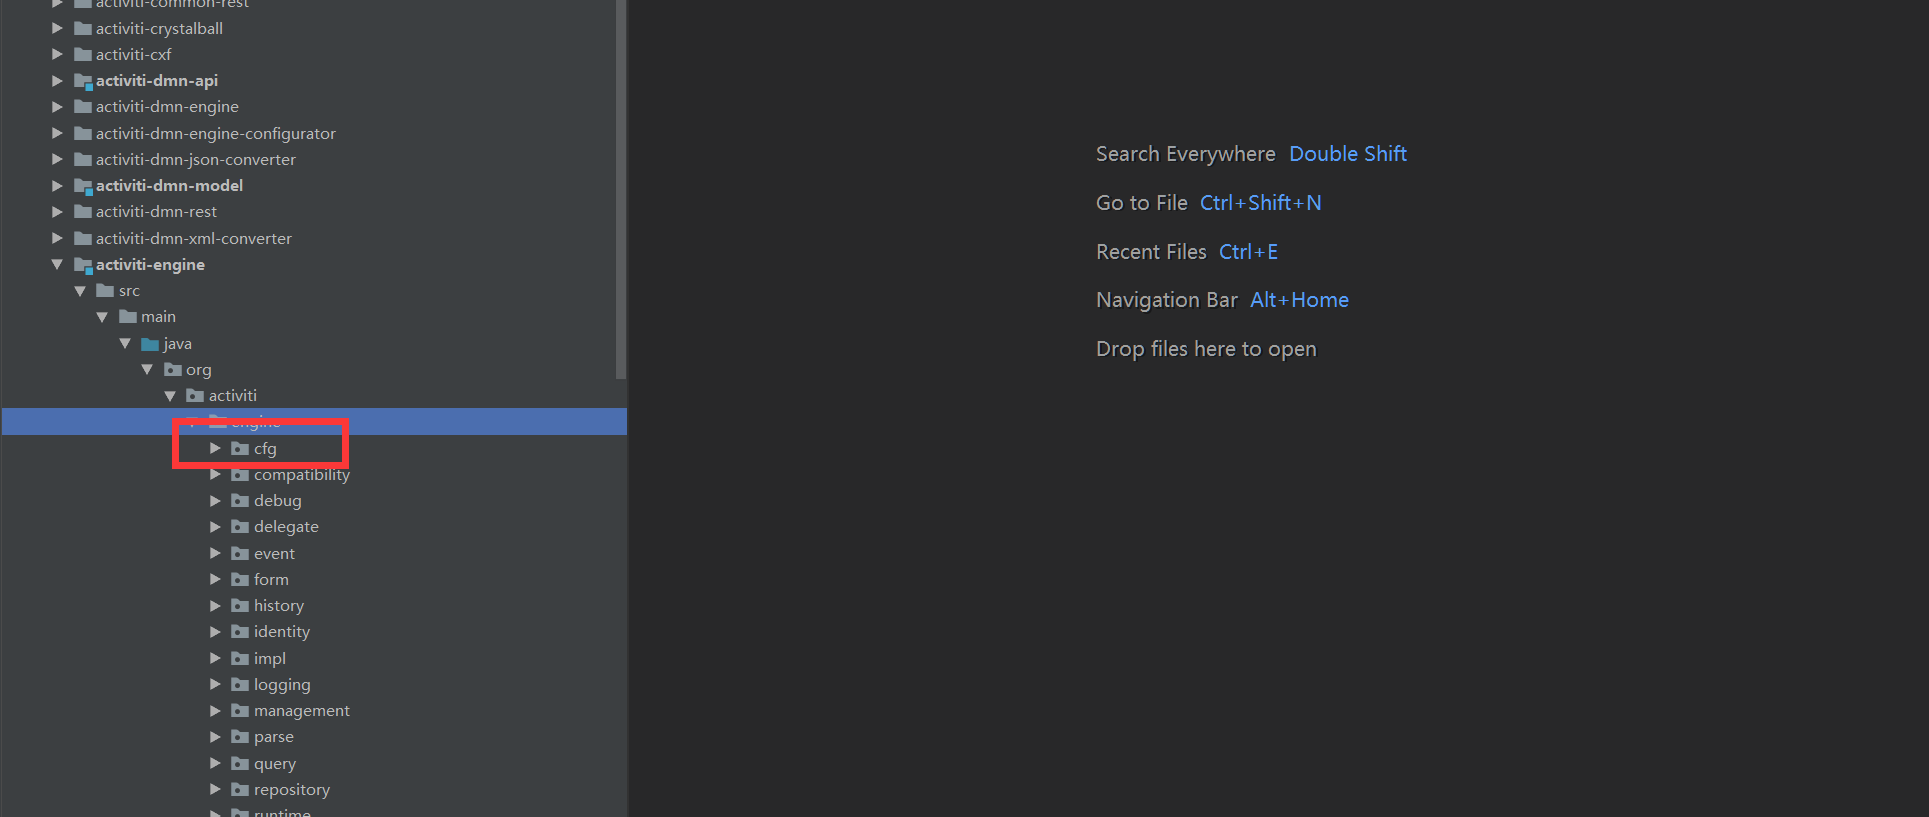 activiti-common-rest
activiti-crystalball
activiti-cxf
activiti-dmn-api
activiti-dmn-engine
activiti-dmn-engine-configurator
activiti-dmn-json-converter
activiti-dmn-model
activiti-dmn-rest
activiti-dmn-xml-converter
activiti-engine
src
main
java
org
activiti
engine
cfg
compatibility
debug
delegate
event
form
history
identity
impl
logging
management
parse
query
repository
runtime
Search Everywhere Double Shift
Go to File Ctrl+Shift+N
Recent Files Ctrl+E
Navigation Bar Alt+Home
Drop files here to open